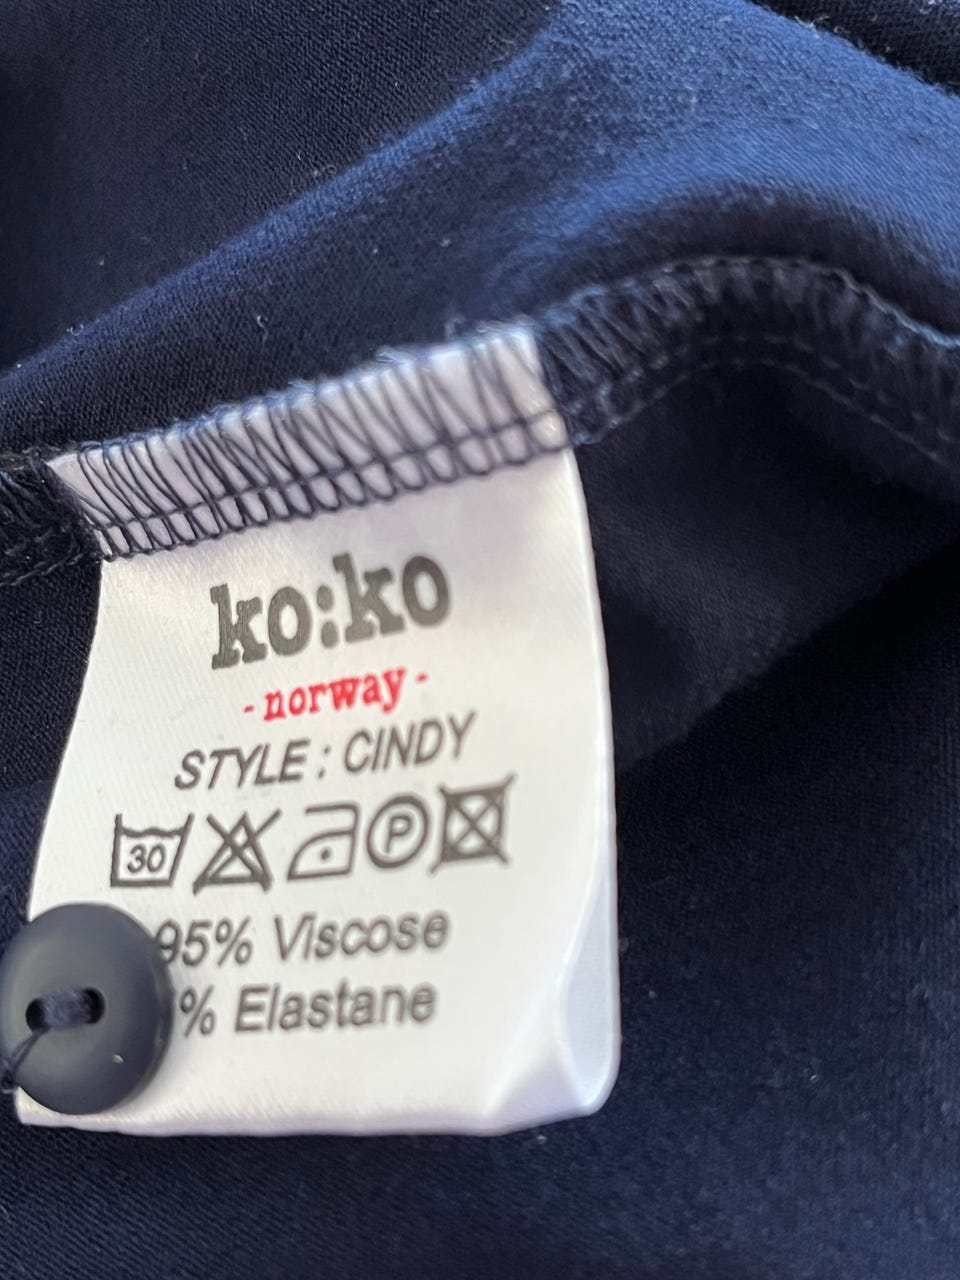 ko:ko
- norway -
STYLE : CINDY
30 P
95% Viscose
% Elastane